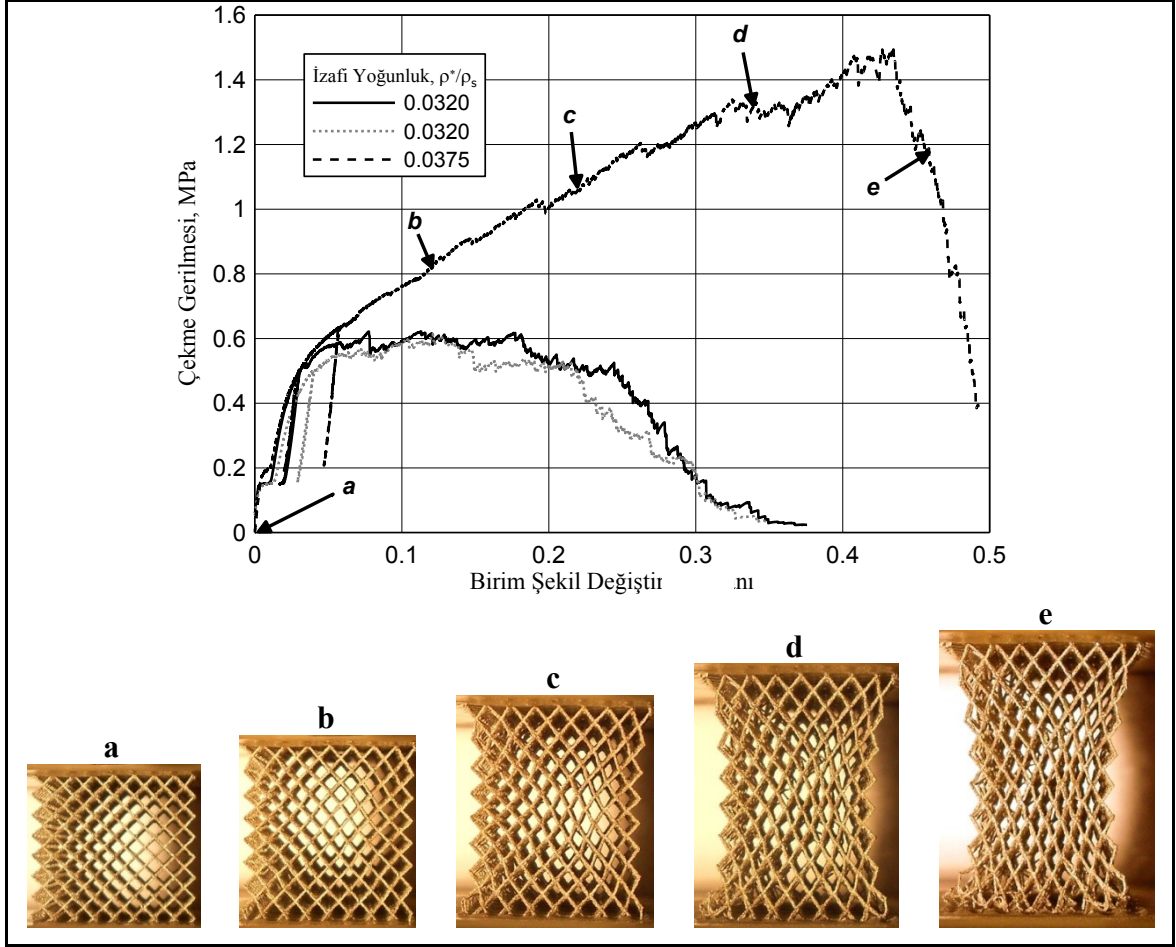 1.6
1.4
1.2
1
0.8
0.6
0.4
0.2
0
Çekme Gerilmesi, MPa
İzafi Yoğunluk, ρ*/ρs
0.0320
0.0320
0.0375
a
b
c
d
e
0 0.1 0.2 0.3 0.4 0.5
Birim Şekil
a
b
c
d
e